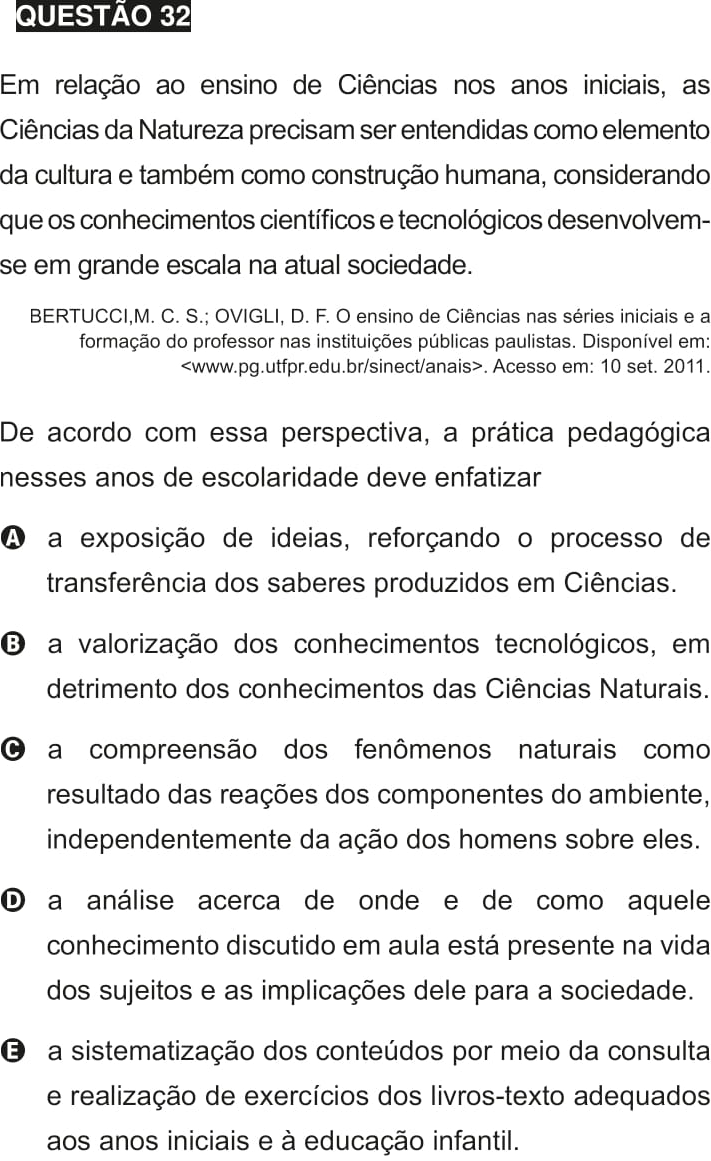 QUESTÃO 32
Em relação ao ensino de Ciências nos anos iniciais, as
Ciências da Natureza precisam ser entendidas como elemento
da cultura e também como construção humana, considerando
que os conhecimentos científicos e tecnológicos desenvolvem-
se em grande escala na atual sociedade.
BERTUCCI,M. C. S.; OVIGLI, D. F. O ensino de Ciências nas séries iniciais e a
formação do professor nas instituições públicas paulistas. Disponível em:
<www.pg.utfpr.edu.br/sinect/anais>. Acesso em: 10 set. 2011.
De acordo com essa perspectiva, a prática pedagógica
nesses anos de escolaridade deve enfatizar
A a exposição de ideias, reforçando o processo de
transferência dos saberes produzidos em Ciências.
B a valorização dos conhecimentos tecnológicos, em
detrimento dos conhecimentos das Ciências Naturais.
C a compreensão dos fenômenos naturais como
resultado das reações dos componentes do ambiente,
independentemente da ação dos homens sobre eles.
D a análise acerca de onde e de como aquele
conhecimento discutido em aula está presente na vida
dos sujeitos e as implicações dele para a sociedade.
E a sistematização dos conteúdos por meio da consulta
e realização de exercícios dos livros-texto adequados
aos anos iniciais e à educação infantil.